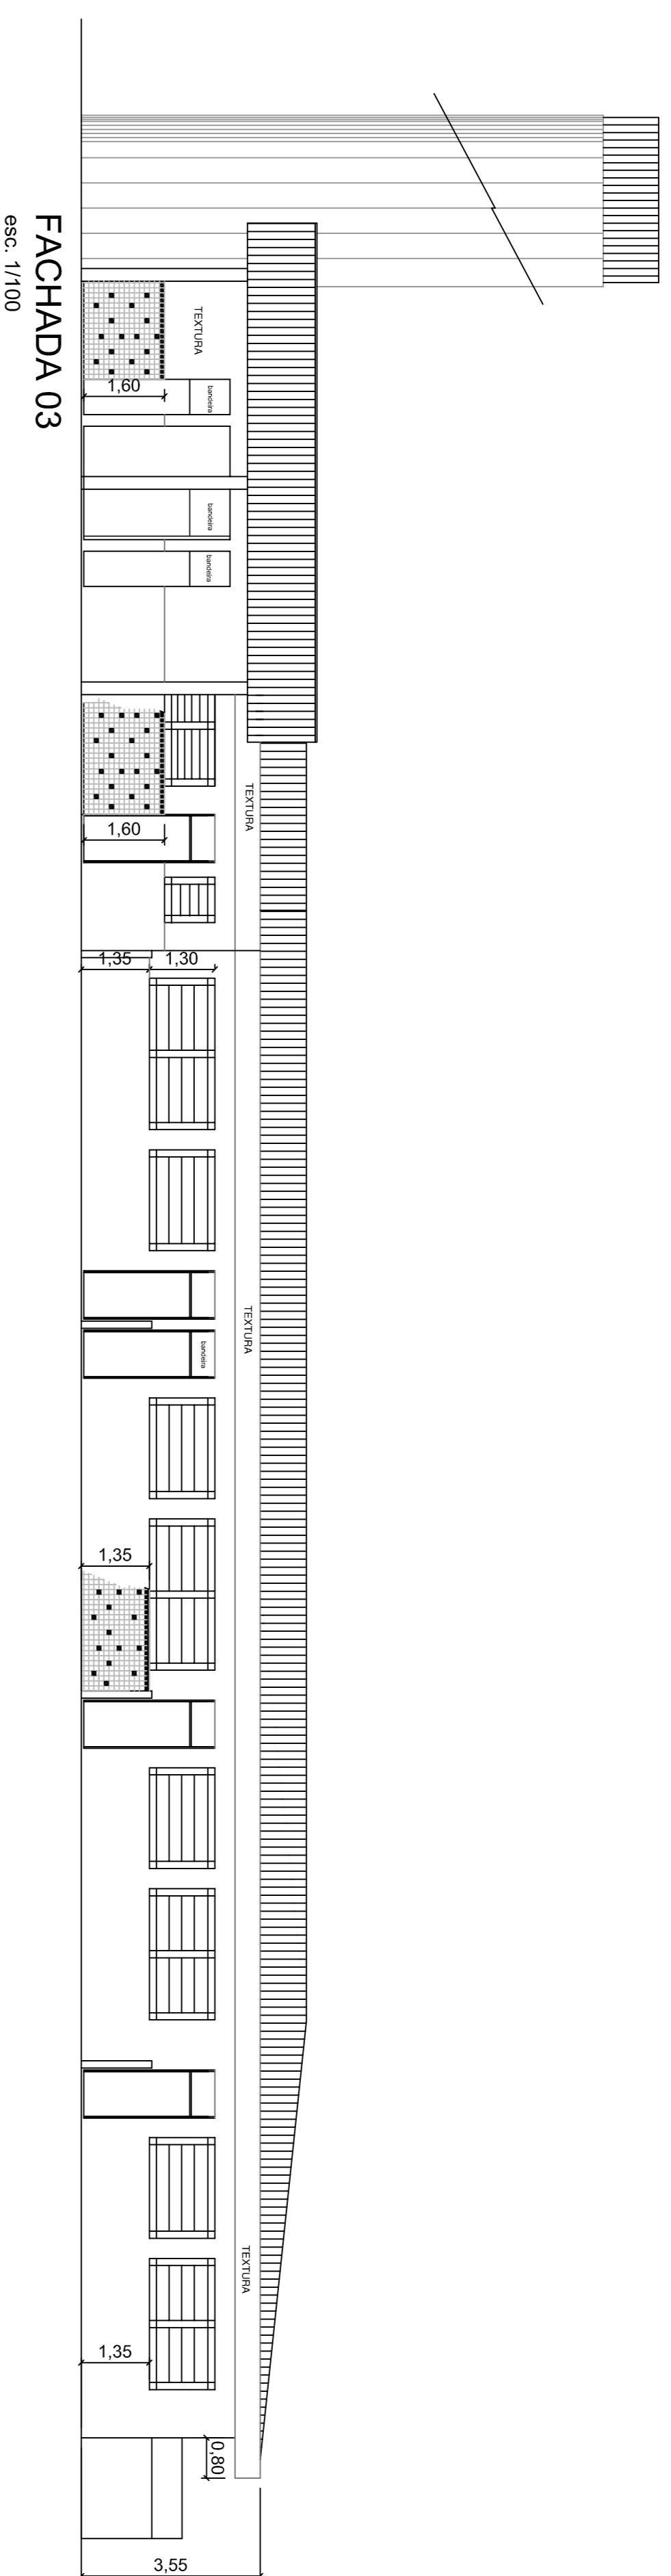 TEXTURA
bandeira
bandeira
bandeira
1,60
TEXTURA
1,60
1,35
1,30
TEXTURA
bandeira
1,35
TEXTURA
1,35
0,80
3,55
FACHADA 03
esc. 1/100